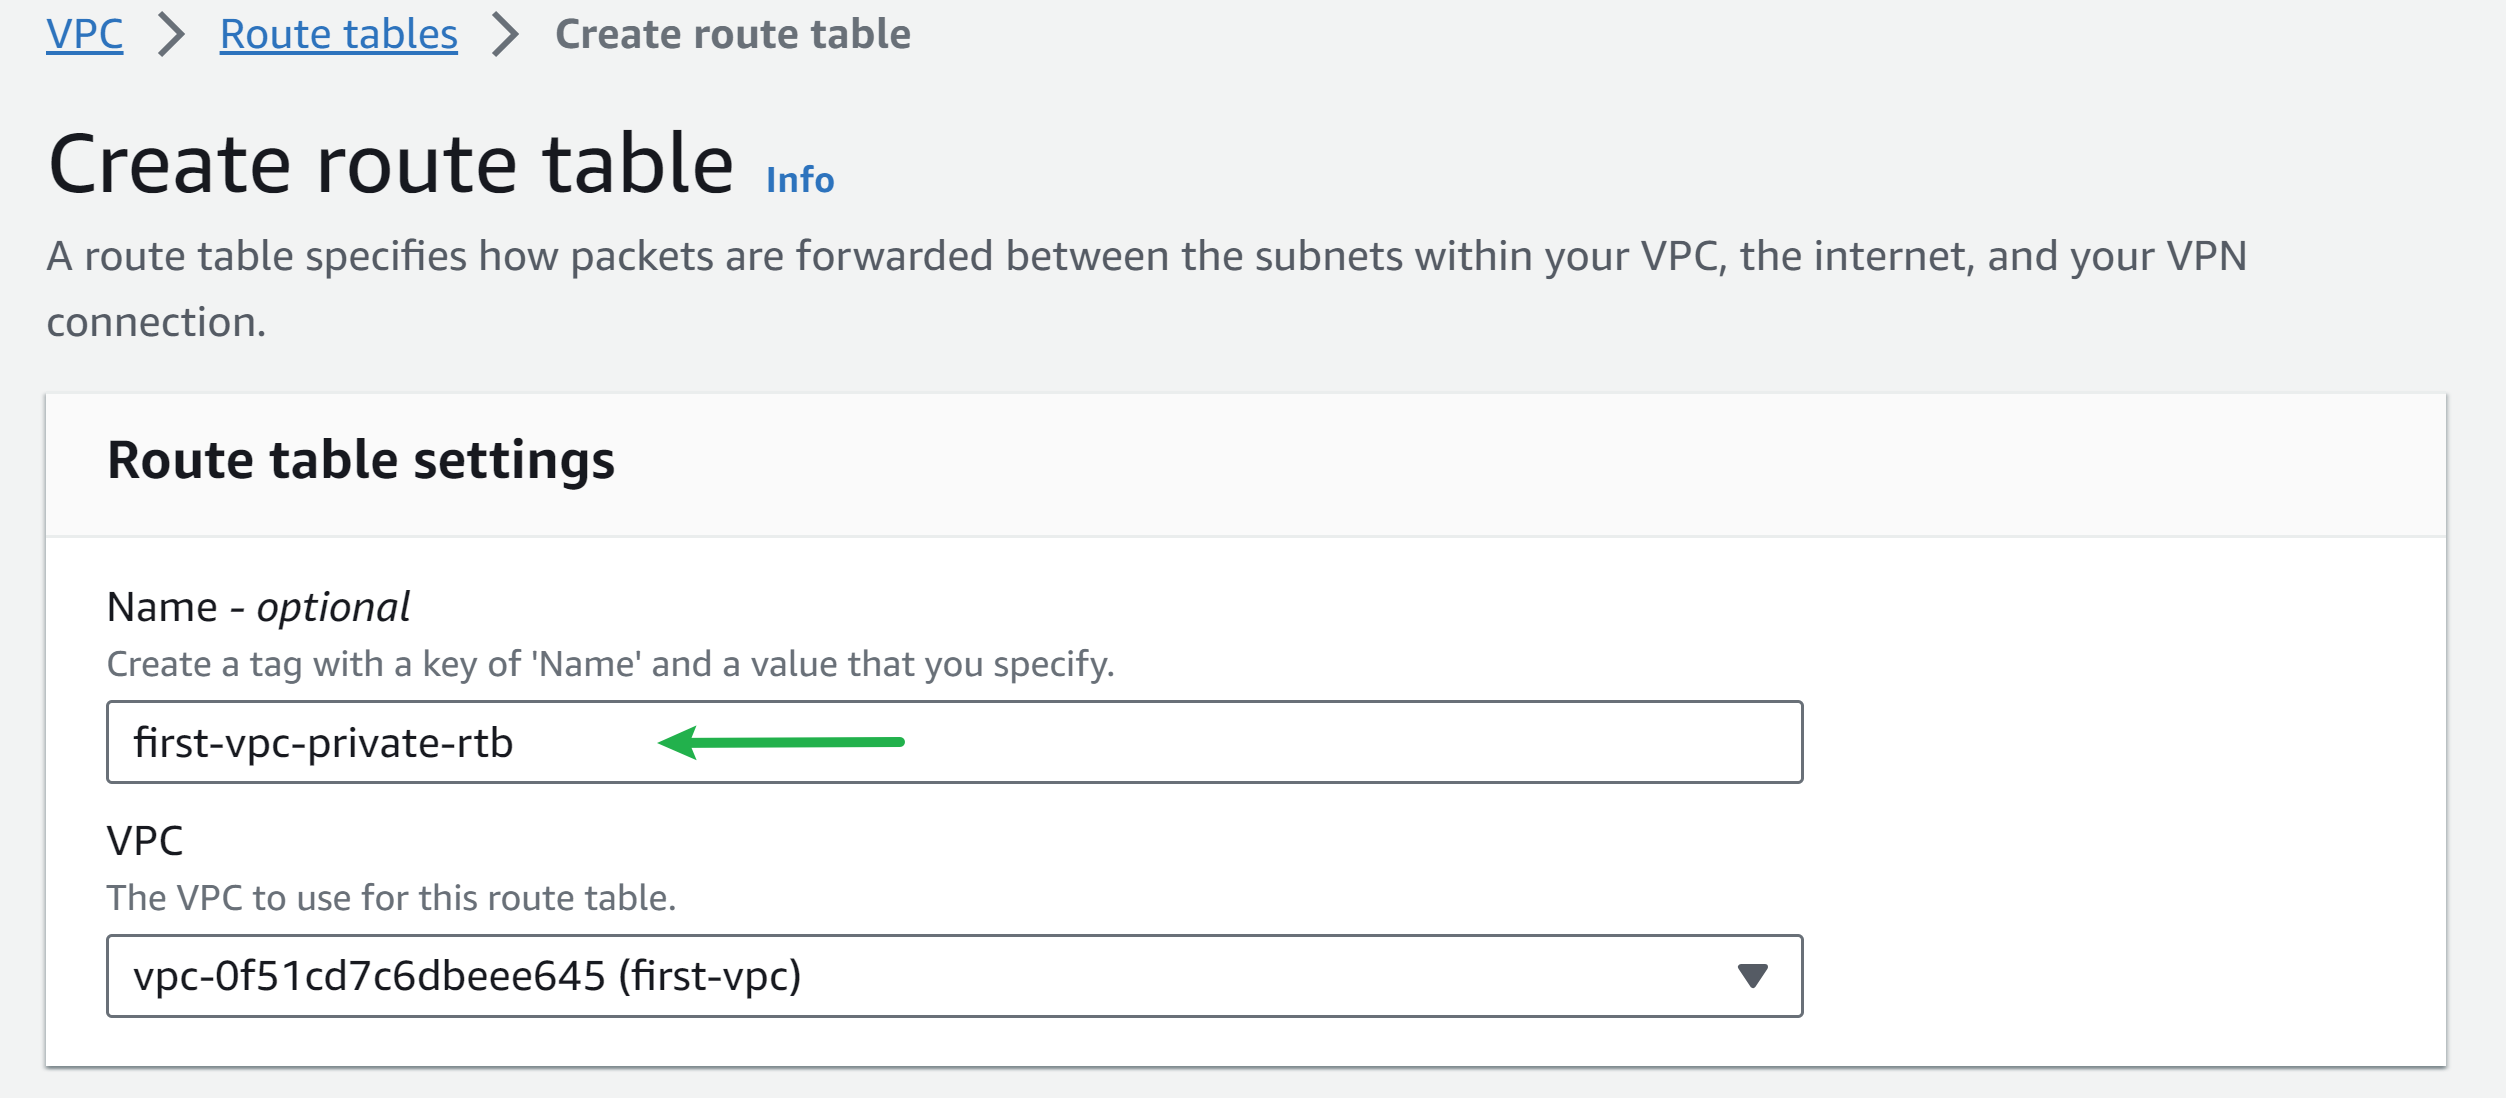 VPC > Route tables > Create route table
Create route table Info
A route table specifies how packets are forwarded between the subnets within your VPC, the internet, and your VPN
connection.
Route table settings
Name - optional
Create a tag with a key of 'Name' and a value that you specify.
first-vpc-private-rtb
VPC
The VPC to use for this route table.
vpc-0f51cd7c6dbeee645 (first-vpc)